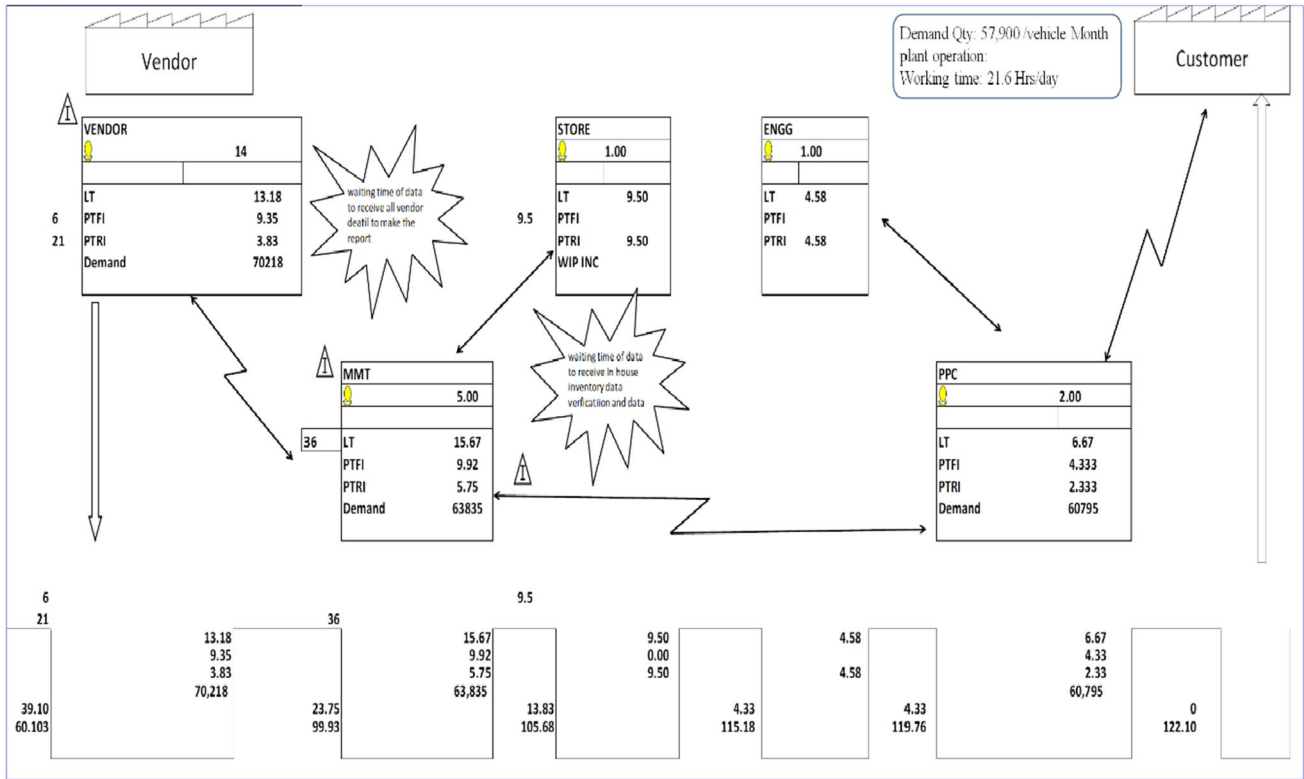 Vendor
Demand Qty: 57,900 /vehicle Month
plant operation:
Working time: 21.6 Hrs/day
Customer
I
VENDOR
14
LT 13.18
6 PTFI 9.35
21 PTRI 3.83
Demand 70218
waiting time of data
to receive all vendor
deatil to make the
report
STORE
1.00
LT 9.50
9.5 PTFI
PTRI 9.50
WIP INC
ENGG
1.00
LT 4.58
PTFI
PTRI 4.58
waiting time of data
to receive In house
inventory data
verficatiion and data
I
MMT
5.00
36 LT 15.67
PTFI 9.92
PTRI 5.75
Demand 63835
I
PPC
2.00
LT 6.67
PTFI 4.333
PTRI 2.333
Demand 60795
6 9.5
21 36
13.18 15.67 9.50 4.58 6.67
9.35 9.92 0.00 4.33
3.83 5.75 9.50 4.58 2.33
70,218 63,835 60,795
39.10 23.75 13.83 4.33 4.33 0
60.103 99.93 105.68 115.18 119.76 122.10